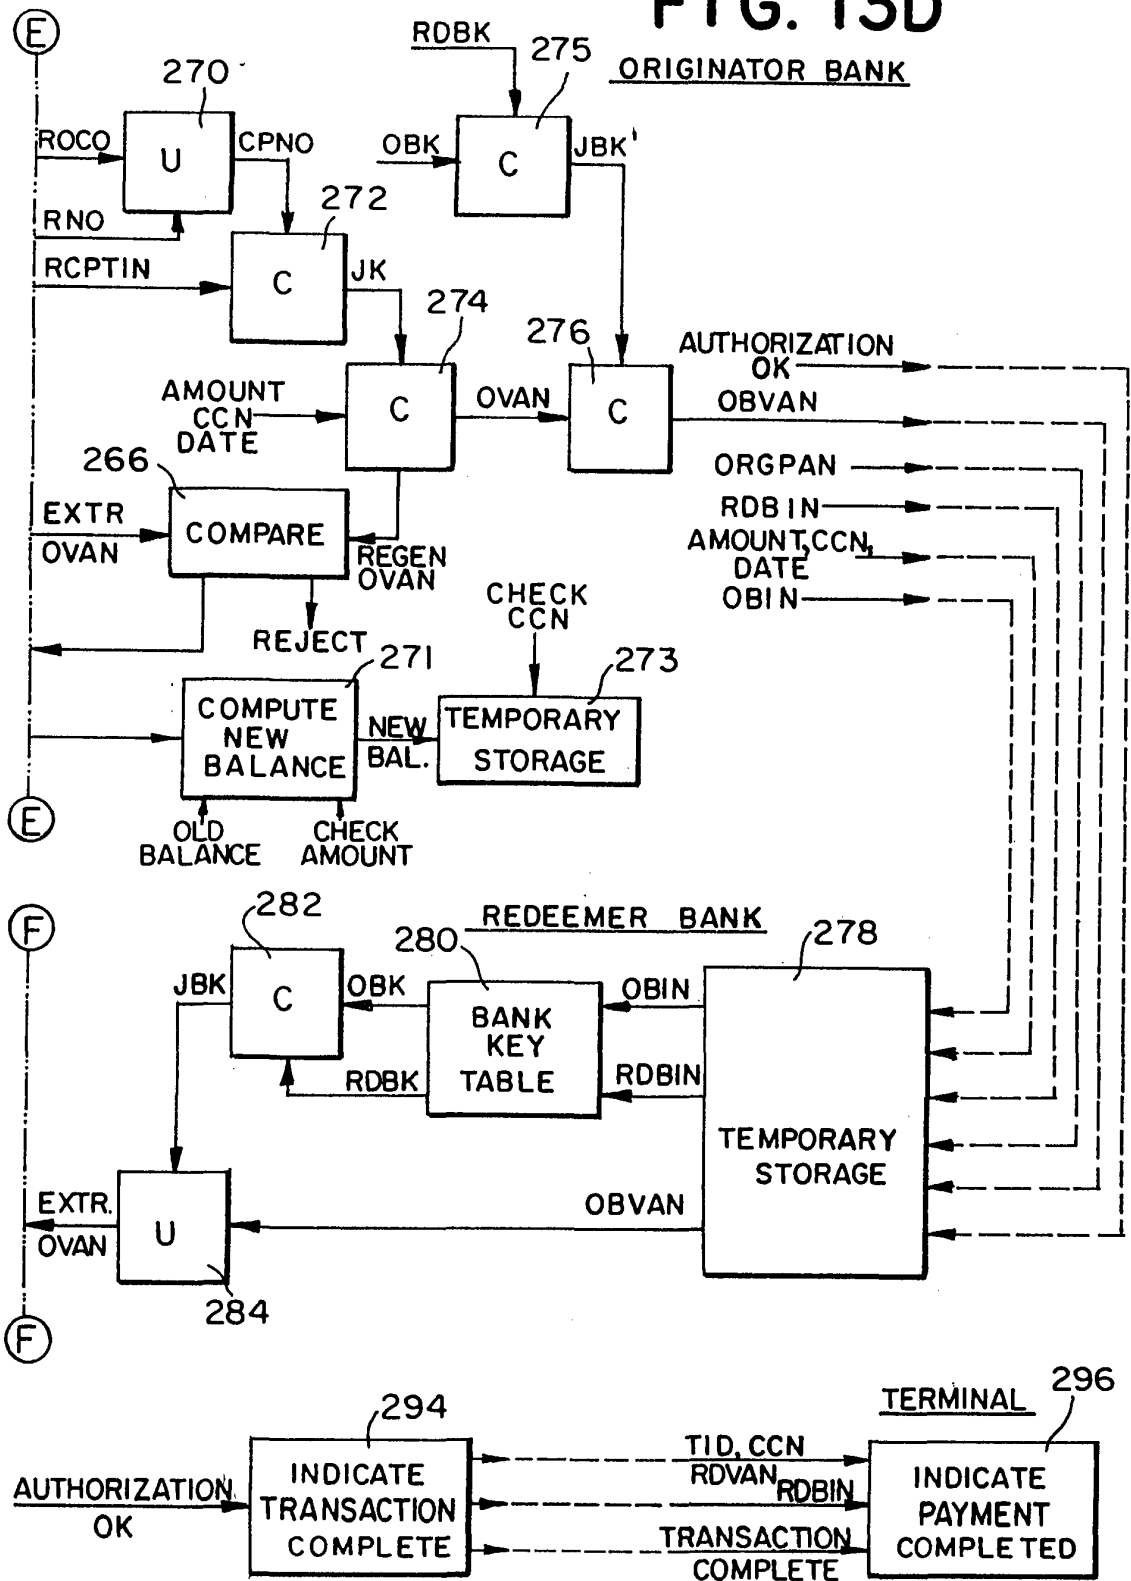 FIG. 13D
E
RDBK
275
ORIGINATOR BANK
270
ROCO
U
CPNO
OBK
C
JBK'
272
RNO
RCPTIN
C
JK
274
276
AUTHORIZATION
OK
AMOUNT
CCN
DATE
C
OVAN
C
OBVAN
266
ORGPAN
EXTR
OVAN
COMPARE
REGEN
OVAN
RDBIN
AMOUNT, CCN,
DATE
OBIN
CHECK
CCN
REJECT
271
273
COMPUTE
NEW
BALANCE
NEW
BAL.
TEMPORARY
STORAGE
E
OLD
BALANCE
CHECK
AMOUNT
F
282
REDEEMER BANK
280
278
JBK
C
OBK
BANK
KEY
TABLE
OBIN
RDBK
RDBIN
TEMPORARY
STORAGE
EXTR.
OVAN
U
OBVAN
284
F
294
TERMINAL
296
AUTHORIZATION
OK
INDICATE
TRANSACTION
COMPLETE
TID, CCN
RDVAN
RDBIN
TRANSACTION
COMPLETE
INDICATE
PAYMENT
COMPLETED